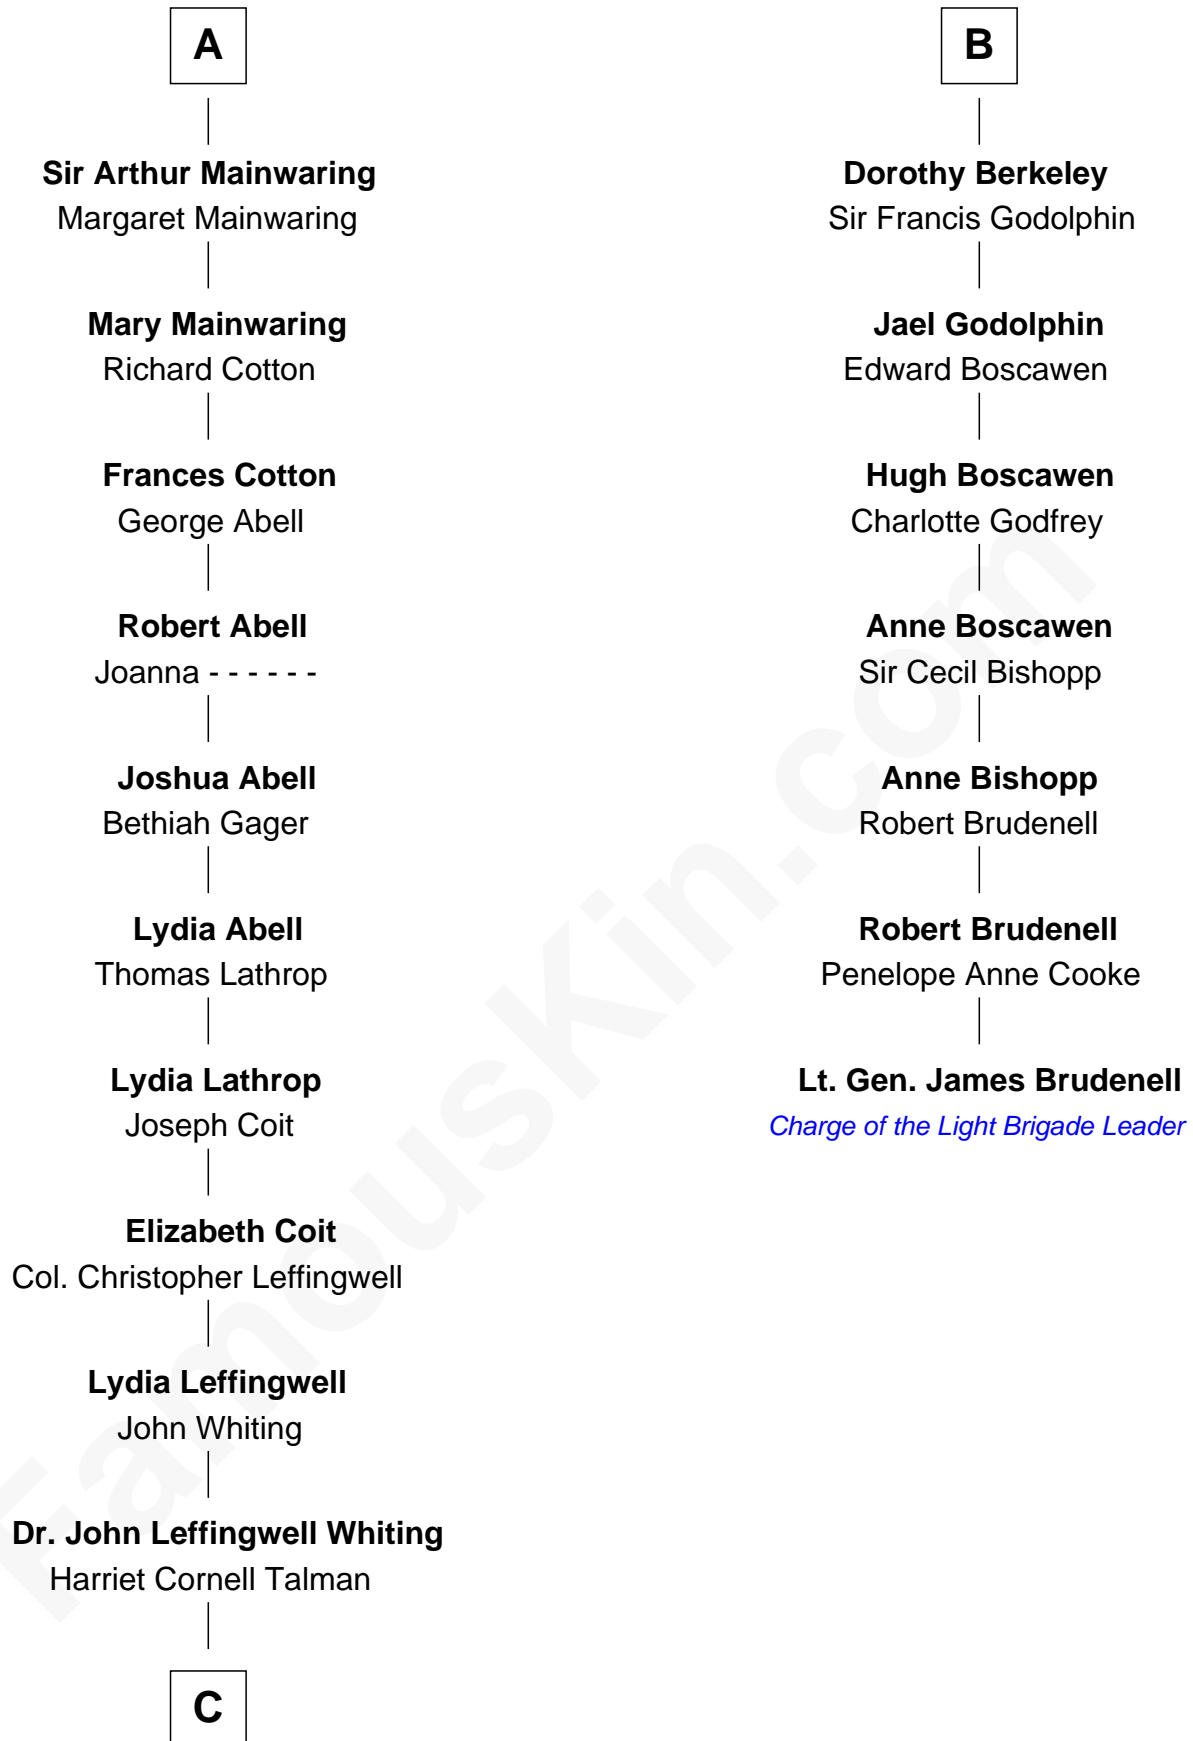 A
Sir Arthur Mainwaring
Margaret Mainwaring
Mary Mainwaring
Richard Cotton
Frances Cotton
George Abell
Robert Abell
Joanna - - - - - -
Joshua Abell
Bethiah Gager
Lydia Abell
Thomas Lathrop
Lydia Lathrop
Joseph Coit
Elizabeth Coit
Col. Christopher Leffingwell
Lydia Leffingwell
John Whiting
Dr. John Leffingwell Whiting
Harriet Cornell Talman
C
B
Dorothy Berkeley
Sir Francis Godolphin
Jael Godolphin
Edward Boscawen
Hugh Boscawen
Charlotte Godfrey
Anne Boscawen
Sir Cecil Bishopp
Anne Bishopp
Robert Brudenell
Robert Brudenell
Penelope Anne Cooke
Lt. Gen. James Brudenell
Charge of the Light Brigade Leader
FamousKin.com